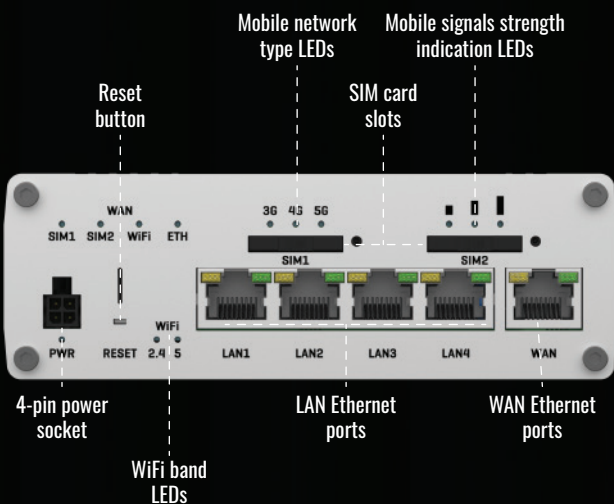 Mobile network
type LEDs
Mobile signals strength
indication LEDs
Reset
button
SIM card
slots
WAN
SIM1 SIM2 WiFi ETH
3G 4G 5G
SIM1
SIM2
WiFi
PWR RESET 2.4 5 LAN1 LAN2 LAN3 LAN4 WAN
4-pin power
socket
LAN Ethernet
ports
WAN Ethernet
ports
WiFi band
LEDs